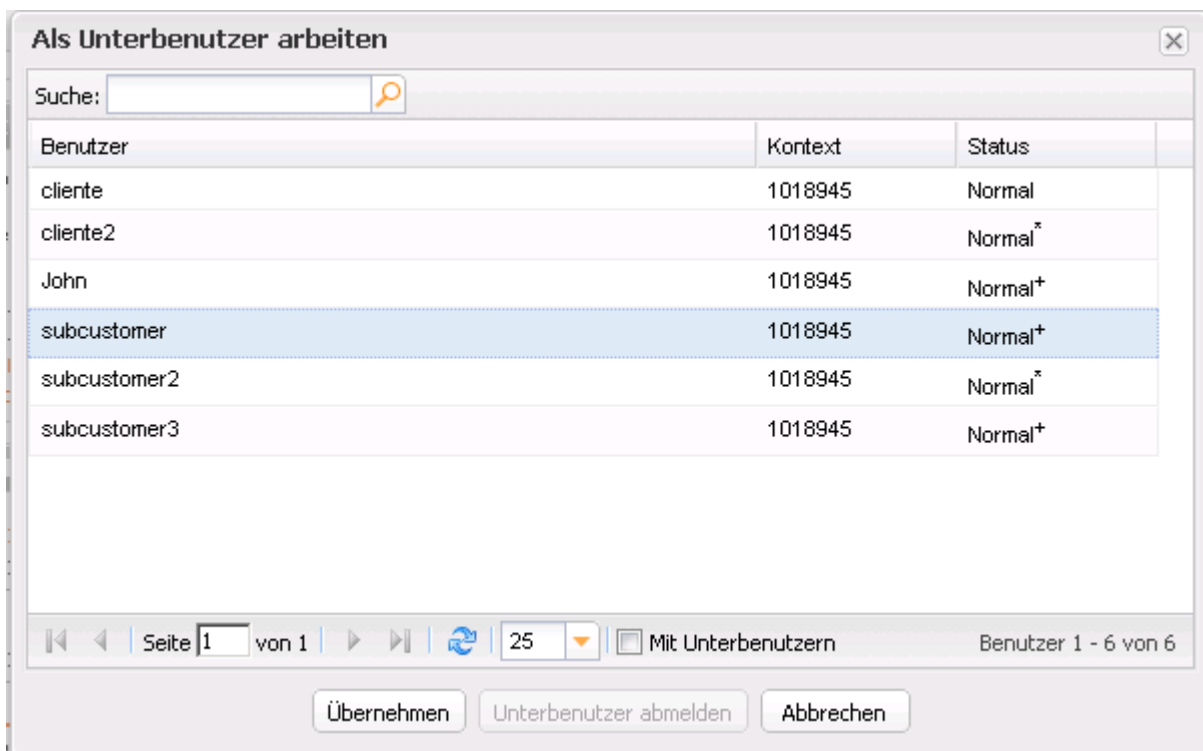 Als Unterbenutzer arbeiten
Suche:
Benutzer Kontext Status
cliente 1018945 Normal
cliente2 1018945 Normal*
John 1018945 Normal+
subcustomer 1018945 Normal+
subcustomer2 1018945 Normal*
subcustomer3 1018945 Normal+
Seite 1 von 1 25 Mit Unterbenutzern Benutzer 1 - 6 von 6
Übernehmen Unterbenutzer abmelden Abbrechen